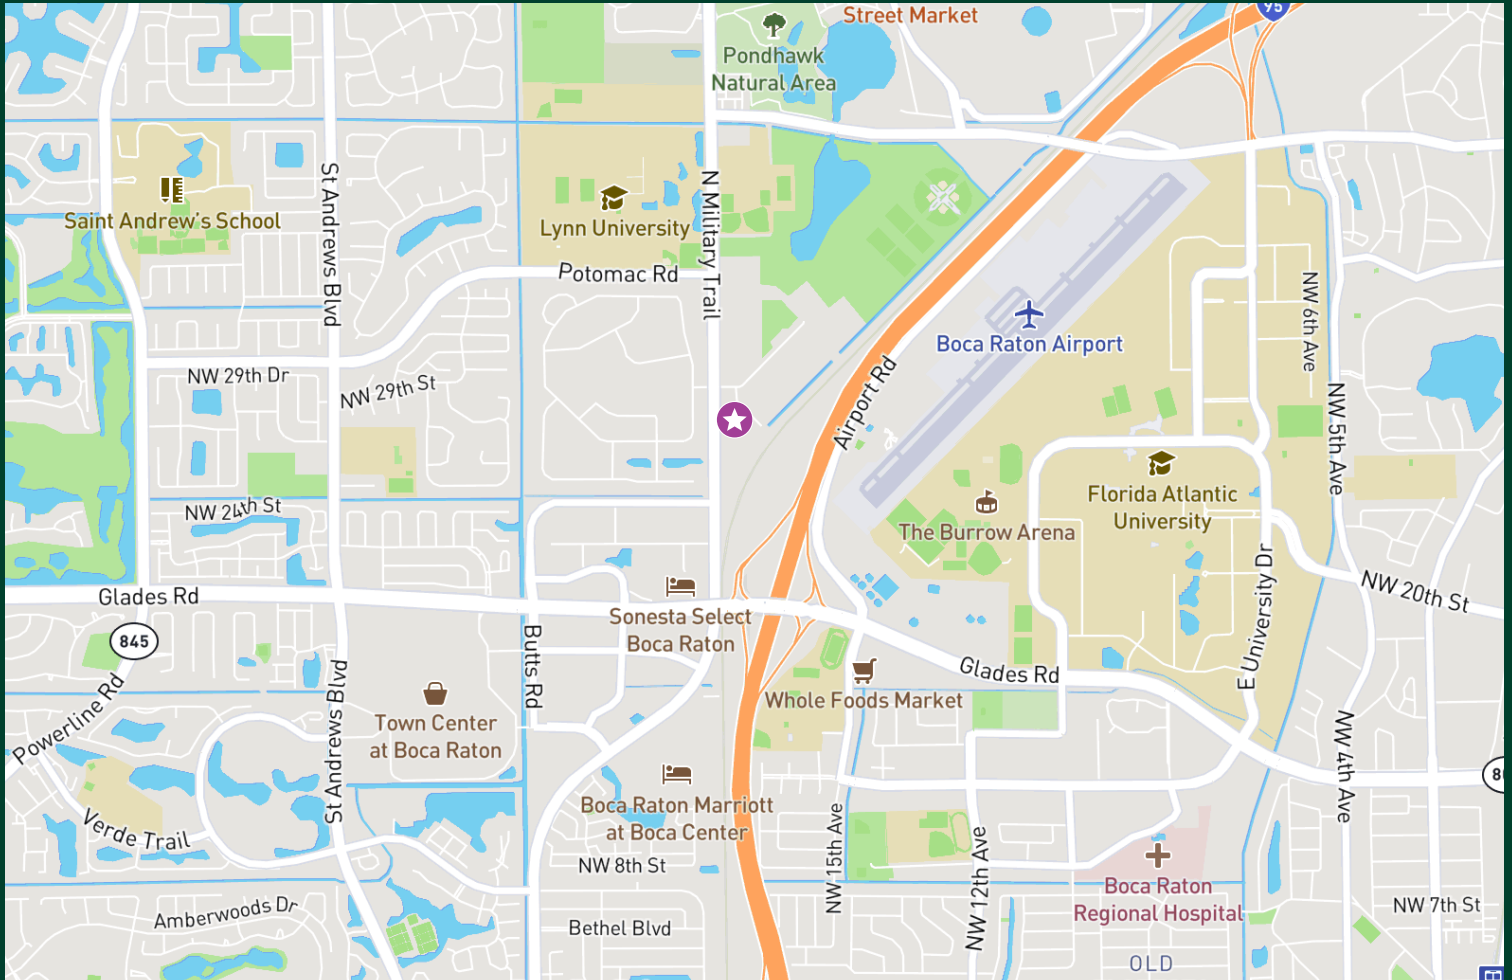 95
Street Market
Pondhawk
Natural Area
St Andrews Blvd
N Military Trail
Saint Andrew's School
Lynn University
Potomac Rd
Boca Raton Airport
NW 6th Ave
NW 29th Dr
NW 29th St
Airport Rd
NW 5th Ave
Florida Atlantic
University
The Burrow Arena
NW 24th St
Glades Rd
845
Sonesta Select
Boca Raton
E University Dr
NW 20th St
Butts Rd
Powerline Rd
St Andrews Blvd
Town Center
at Boca Raton
Whole Foods Market
Glades Rd
NW 4th Ave
8
Boca Raton Marriott
at Boca Center
Verde Trail
NW 8th St
NW 15th Ave
NW 12th Ave
Boca Raton
Regional Hospital
Amberwoods Dr
Bethel Blvd
NW 7th St
OLD